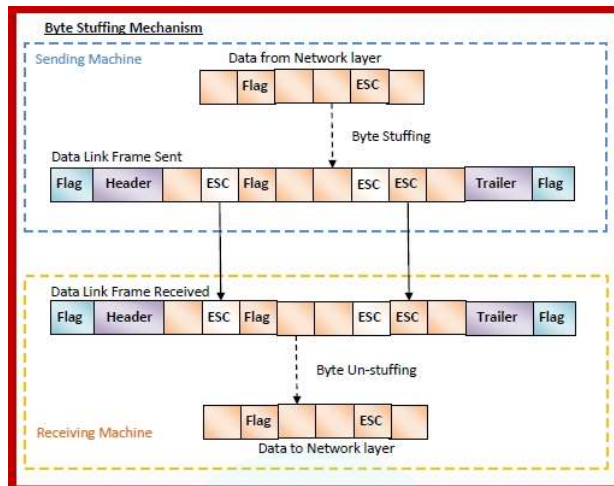 Byte Stuffing Mechanism
Sending Machine
Data from Network layer
Flag ESC
Byte Stuffing
Data Link Frame Sent
Flag Header ESC Flag ESC ESC Trailer Flag
Data Link Frame Received
Flag Header ESC Flag ESC ESC Trailer Flag
Byte Un-stuffing
Flag ESC
Receiving Machine
Data to Network layer